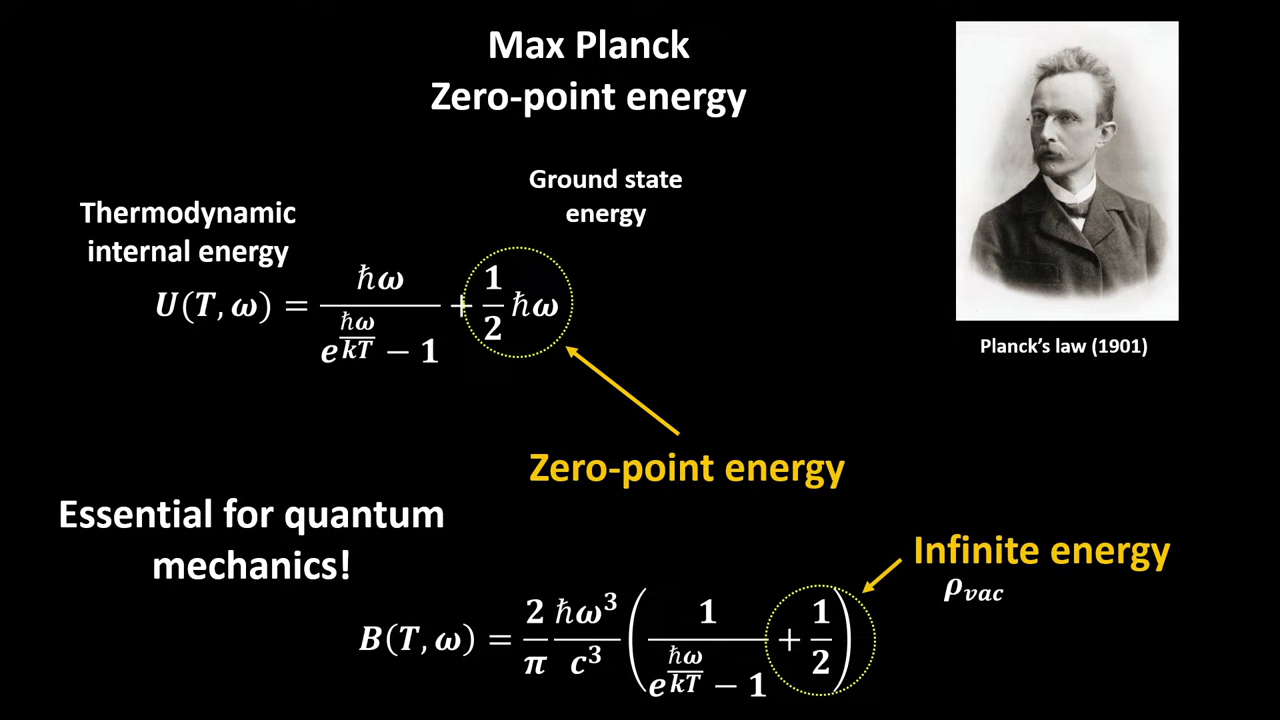 Max Planck
Zero-point energy
Ground state
energy
Thermodynamic
internal energy
U(T, ω) = ħω / (e^(ħω/kT) − 1) + 1/2 ħω
Planck’s law (1901)
Zero-point energy
Essential for quantum
mechanics!
Infinite energy
ρ_vac
B(T, ω) = 2/π ħω³/c³ (1 / (e^(ħω/kT) − 1) + 1/2)